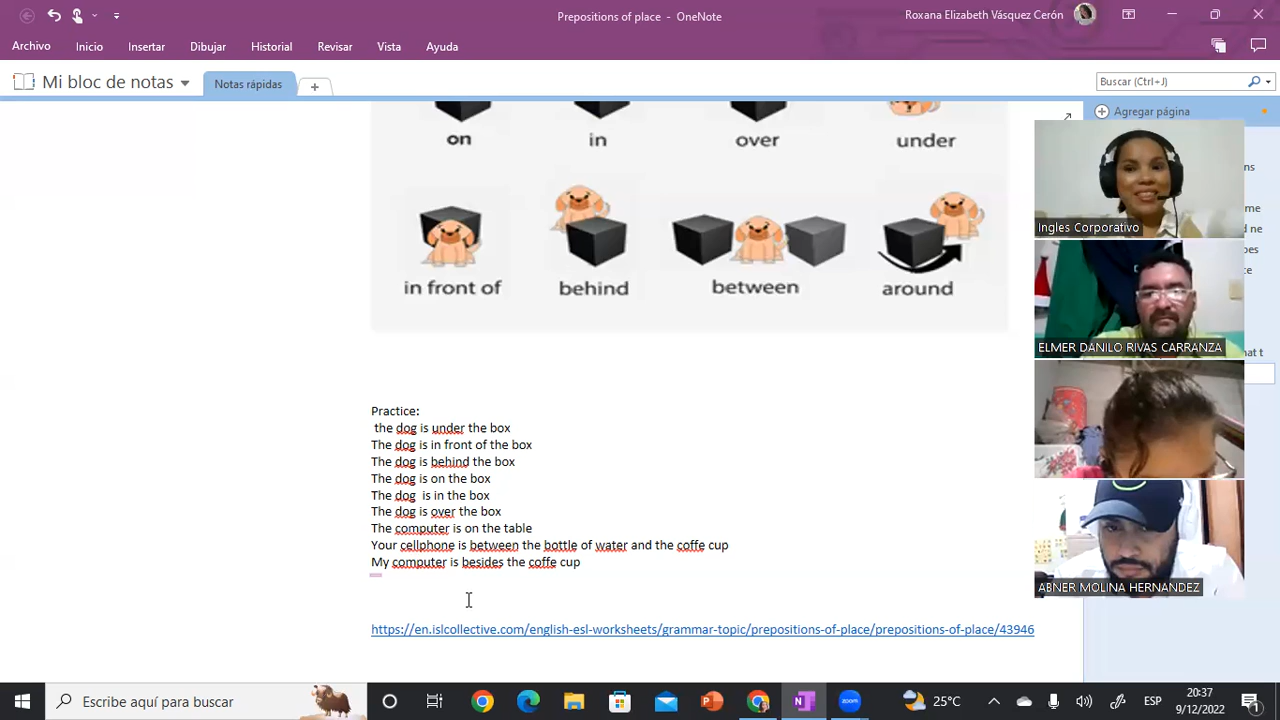 Prepositions of place - OneNote
Roxana Elizabeth Vásquez Cerón
Archivo
Inicio
Insertar
Dibujar
Historial
Revisar
Vista
Ayuda
Mi bloc de notas
Notas rápidas
+
Buscar (Ctrl+J)
Agregar página
on
in
over
under
in front of
behind
between
around
Practice:
the dog is under the box
The dog is in front of the box
The dog is behind the box
The dog is on the box
The dog is in the box
The dog is over the box
The computer is on the table
Your cellphone is between the bottle of water and the coffe cup
My computer is besides the coffe cup
https://en.islcollective.com/english-esl-worksheets/grammar-topic/prepositions-of-place/prepositions-of-place/43946
Ingles Corporativo
ELMER DANILO RIVAS CARRANZA
ABNER MOLINA HERNANDEZ
Escribe aquí para buscar
zoom
25°C
ESP
20:37
9/12/2022